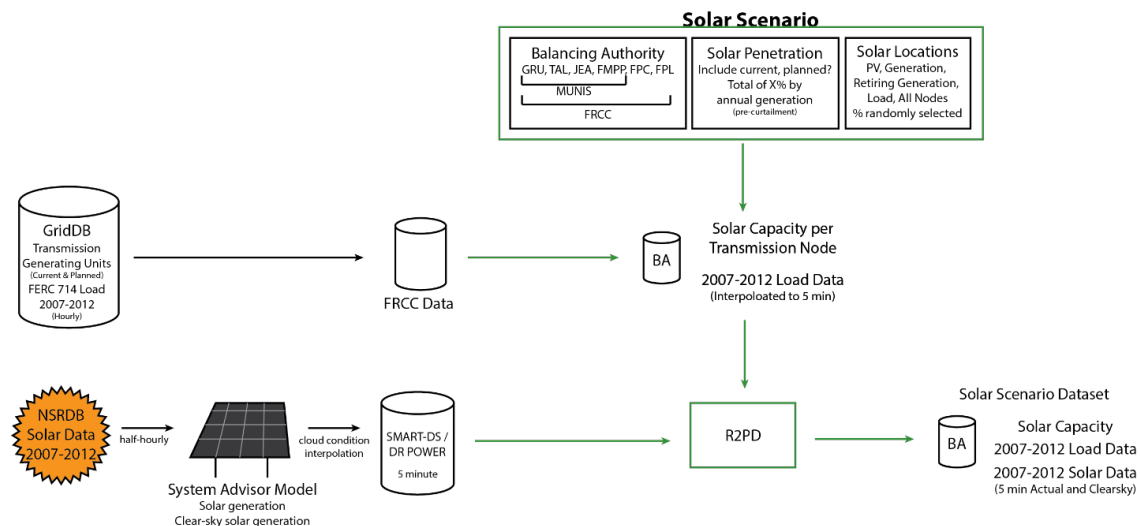 Solar Scenario
Balancing Authority
GRU, TAL, JEA, FMPP, FPC, FPL
MUNIS
FRCC
Solar Penetration
Include current, planned?
Total of X% by
annual generation
(pre-curtailment)
Solar Locations
PV, Generation,
Retiring Generation,
Load, All Nodes
% randomly selected
GridDB
Transmission
Generating Units
(Current & Planned)
FERC 714 Load
2007-2012
(Hourly)
FRCC Data
BA
Solar Capacity per
Transmission Node
2007-2012 Load Data
(Interpoloated to 5 min)
NSRDB
Solar Data
2007-2012
half-hourly
System Advisor Model
Solar generation
Clear-sky solar generation
cloud condition
interpolation
SMART-DS /
DR POWER
5 minute
R2PD
Solar Scenario Dataset
BA
Solar Capacity
2007-2012 Load Data
2007-2012 Solar Data
(5 min Actual and Clearsky)